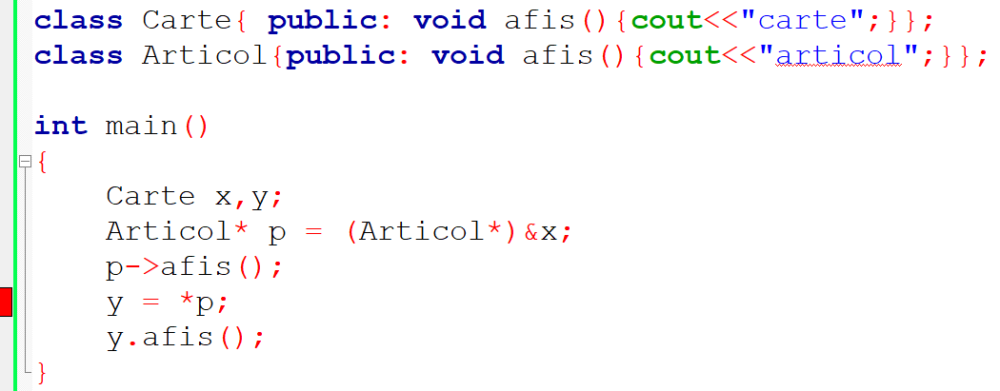 class Carte{ public: void afis(){cout<<"carte";}};
class Articol{public: void afis(){cout<<"articol";}};
int main()
{
Carte x,y;
Articol* p = (Articol*)&x;
p->afis();
y = *p;
y.afis();
}